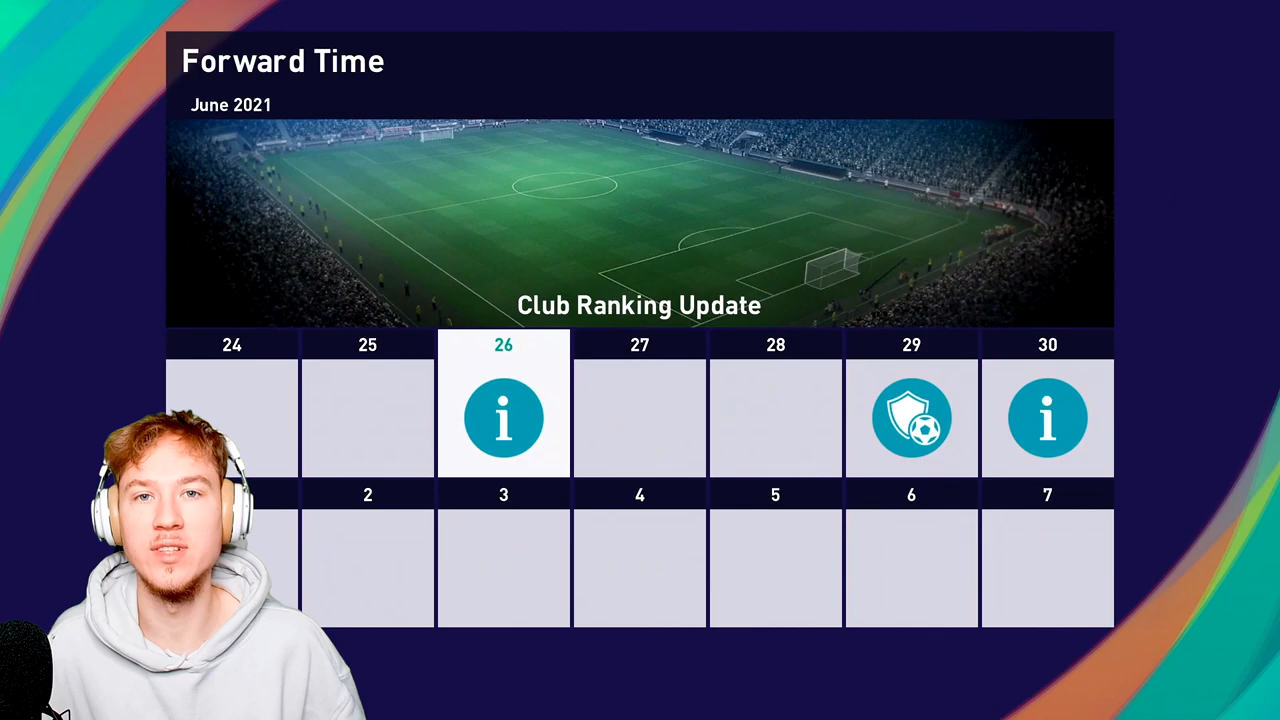 Forward Time
June 2021
Club Ranking Update
24 25 26 27 28 29 30
i i
2 3 4 5 6 7